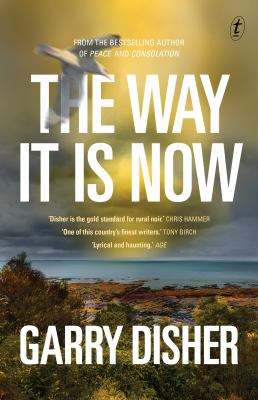 t
FROM THE BESTSELLING AUTHOR
OF PEACE AND CONSOLATION
THE WAY
IT IS NOW
'Disher is the gold standard for rural noir.' CHRIS HAMMER
'One of this country's finest writers.' TONY BIRCH
'Lyrical and haunting.' AGE
GARRY DISHER